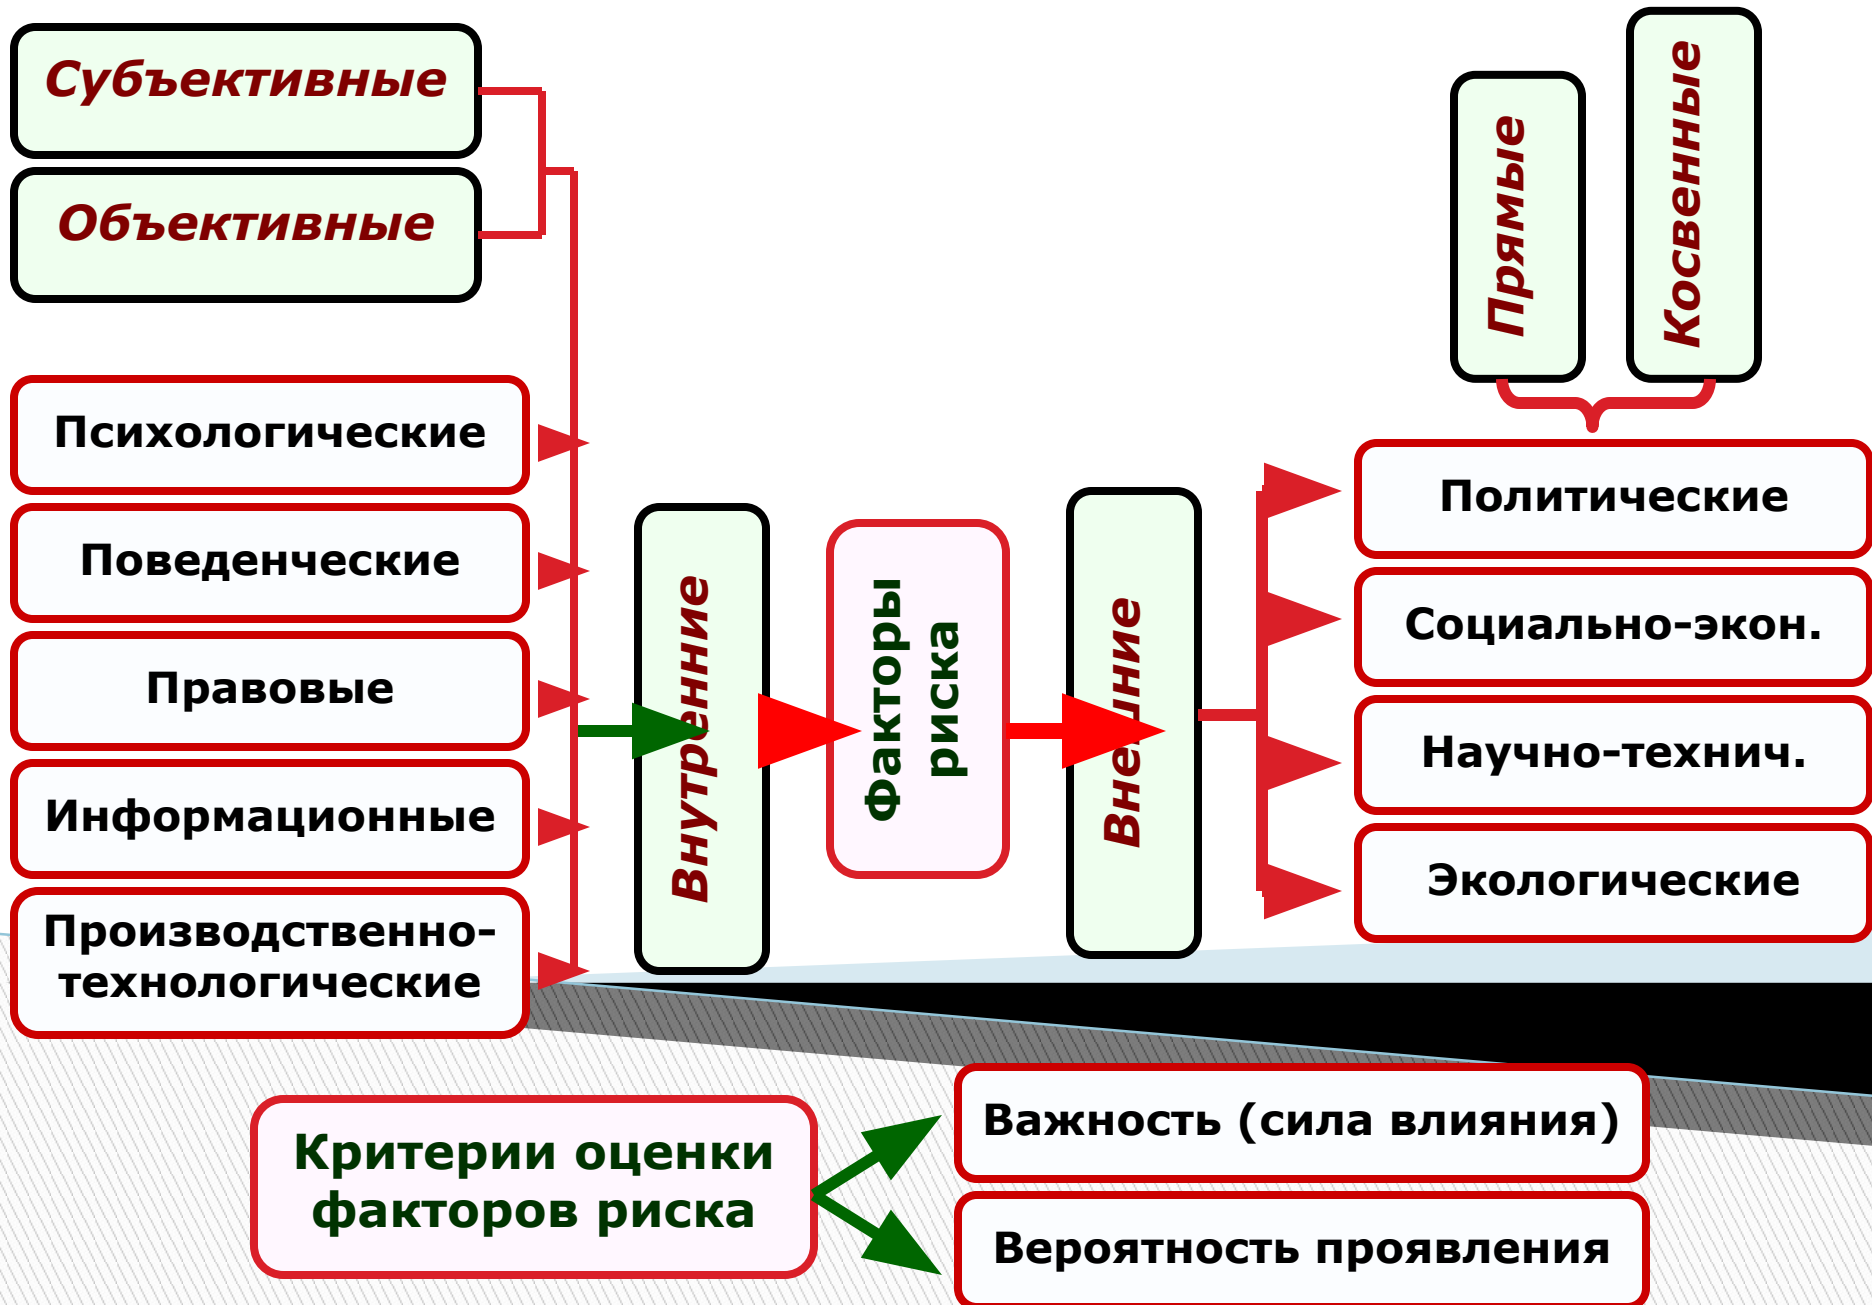 Субъективные
Объективные
Психологические
Поведенческие
Правовые
Информационные
Производственно-
технологические
Внутренние
Факторы
риска
Внешние
Прямые
Косвенные
Политические
Социально-экон.
Научно-технич.
Экологические
Критерии оценки
факторов риска
Важность (сила влияния)
Вероятность проявления